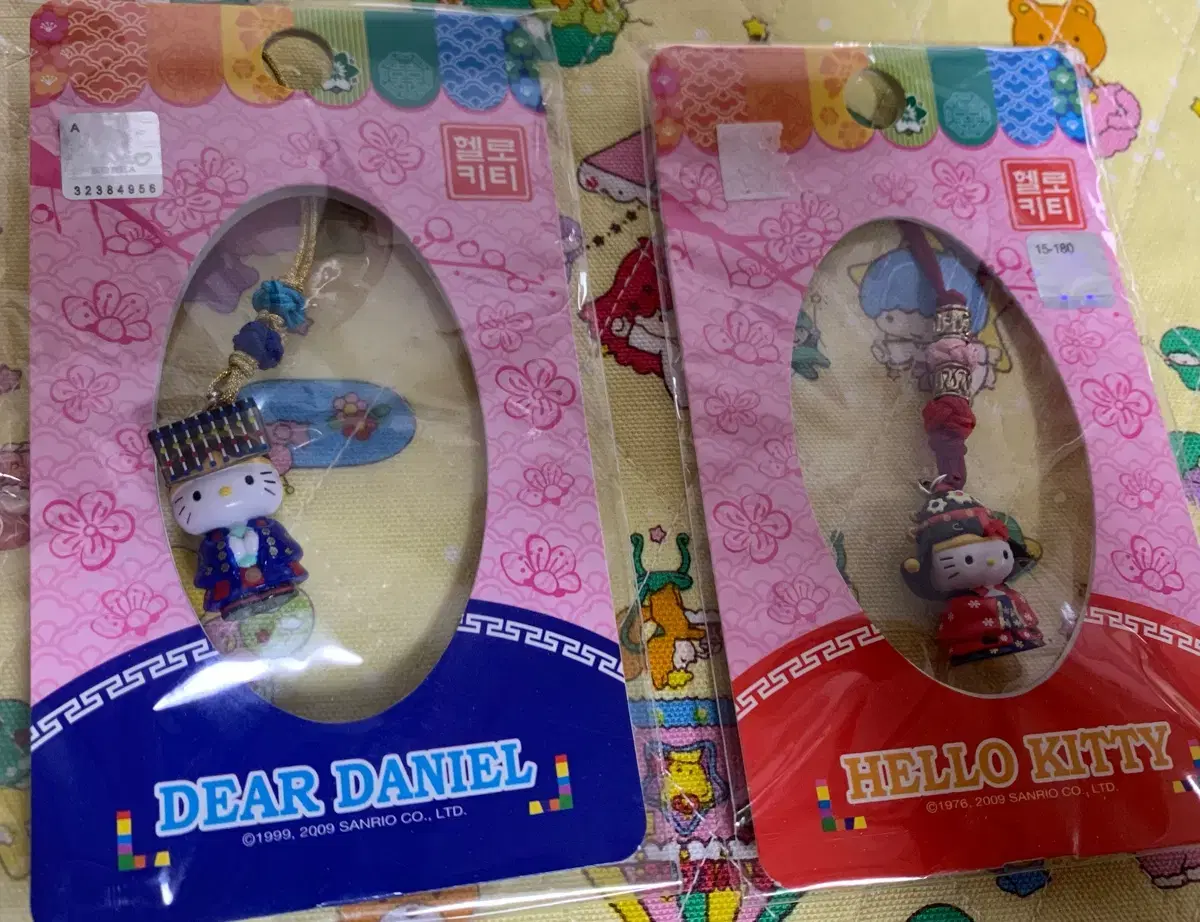 A
KOREA
32384956
헬로
키티
DEAR DANIEL
©1999, 2009 SANRIO CO., LTD.
헬로
키티
15-180
HELLO KITTY
©1976, 2009 SANRIO CO., LTD.